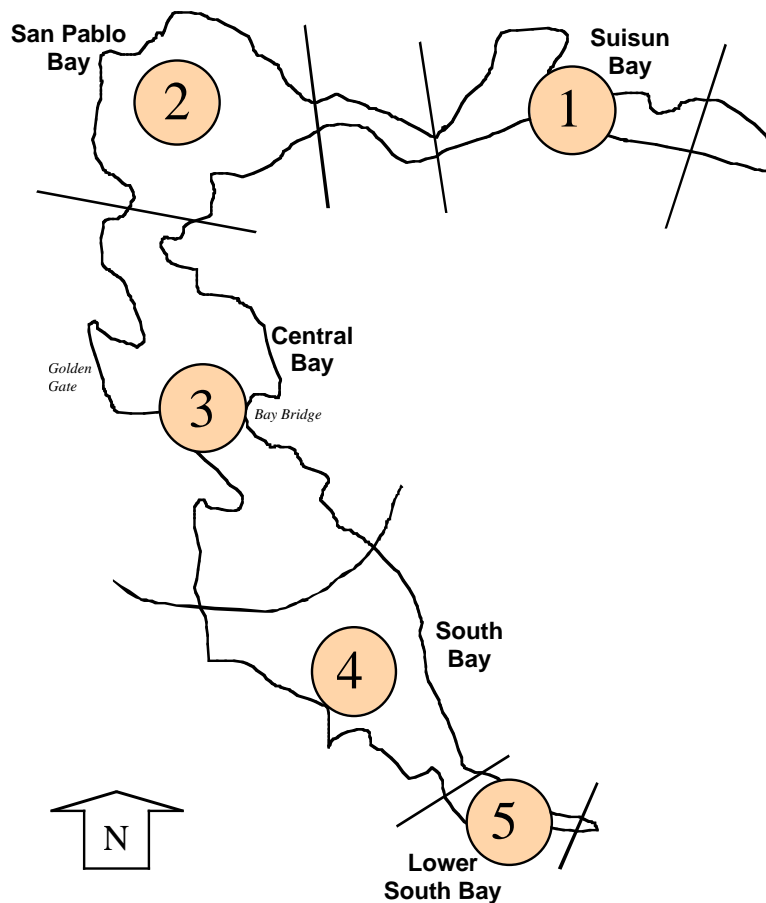 San Pablo
Bay
Suisun
Bay
2
1
Central
Bay
Golden
Gate
3
Bay Bridge
South
Bay
4
N
5
Lower
South Bay